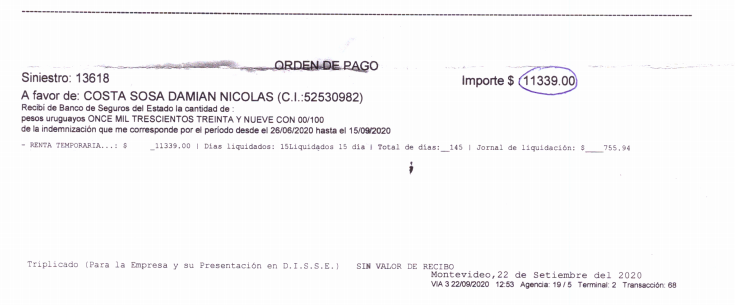 ORDEN DE PAGO
Siniestro: 13618
Importe $ 11339.00
A favor de: COSTA SOSA DAMIAN NICOLAS (C.I.:52530982)
Recibi de Banco de Seguros del Estado la cantidad de :
pesos uruguayos ONCE MIL TRESCIENTOS TREINTA Y NUEVE CON 00/100
de la indemnización que me corresponde por el periodo desde el 26/06/2020 hasta el 15/09/2020
- RENTA TEMPORARIA...: $ _11339.00 | Dias liquidados: 15Liquidados 15 dia | Total de dias:__145 | Jornal de liquidación: $____755.94
Triplicado (Para la Empresa y su Presentación en D.I.S.S.E.) SIN VALOR DE RECIBO
Montevideo,22 de Setiembre del 2020
VIA 3 22/09/2020 12:53 Agencia: 19 / 5 Terminal: 2 Transacción: 68